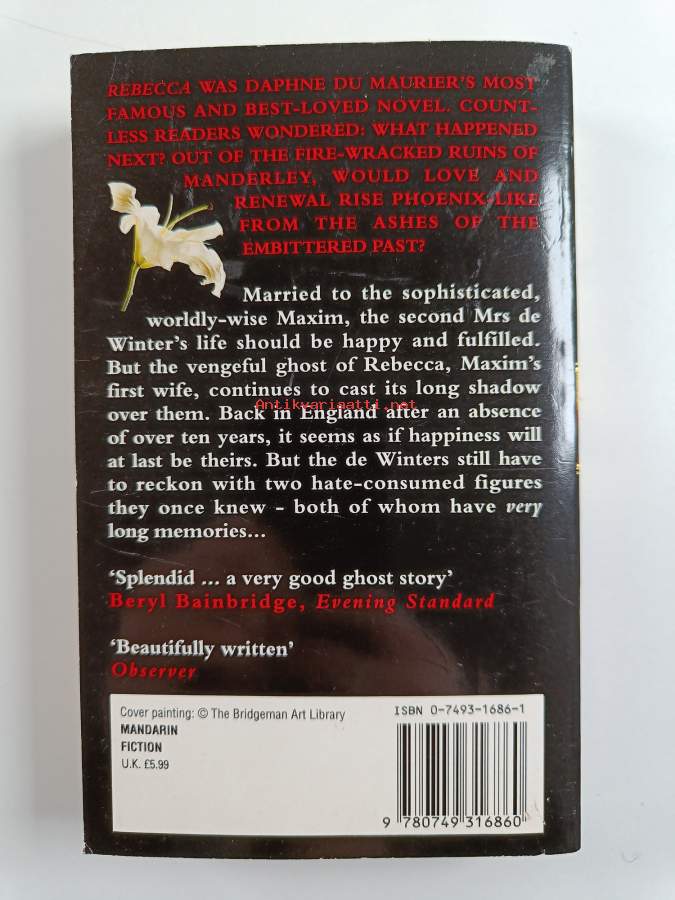 REBECCA WAS DAPHNE DU MAURIER'S MOST
FAMOUS AND BEST-LOVED NOVEL. COUNT-
LESS READERS WONDERED: WHAT HAPPENED
NEXT? OUT OF THE FIRE-WRACKED RUINS OF
MANDERLEY, WOULD LOVE AND
RENEWAL RISE PHOENIX-LIKE
FROM THE ASHES OF THE
EMBITTERED PAST?
Married to the sophisticated,
worldly-wise Maxim, the second Mrs de
Winter's life should be happy and fulfilled.
But the vengeful ghost of Rebecca, Maxim's
first wife, continues to cast its long shadow
over them. Back in England after an absence
Antikvariaatti.net
of over ten years, it seems as if happiness will
at last be theirs. But the de Winters still have
to reckon with two hate-consumed figures
they once knew - both of whom have very
long memories...
'Splendid ... a very good ghost story'
Beryl Bainbridge, Evening Standard
'Beautifully written'
Observer
Cover painting: © The Bridgeman Art Library
MANDARIN
FICTION
U.K. £5.99
ISBN 0-7493-1686-1
9 780749 316860